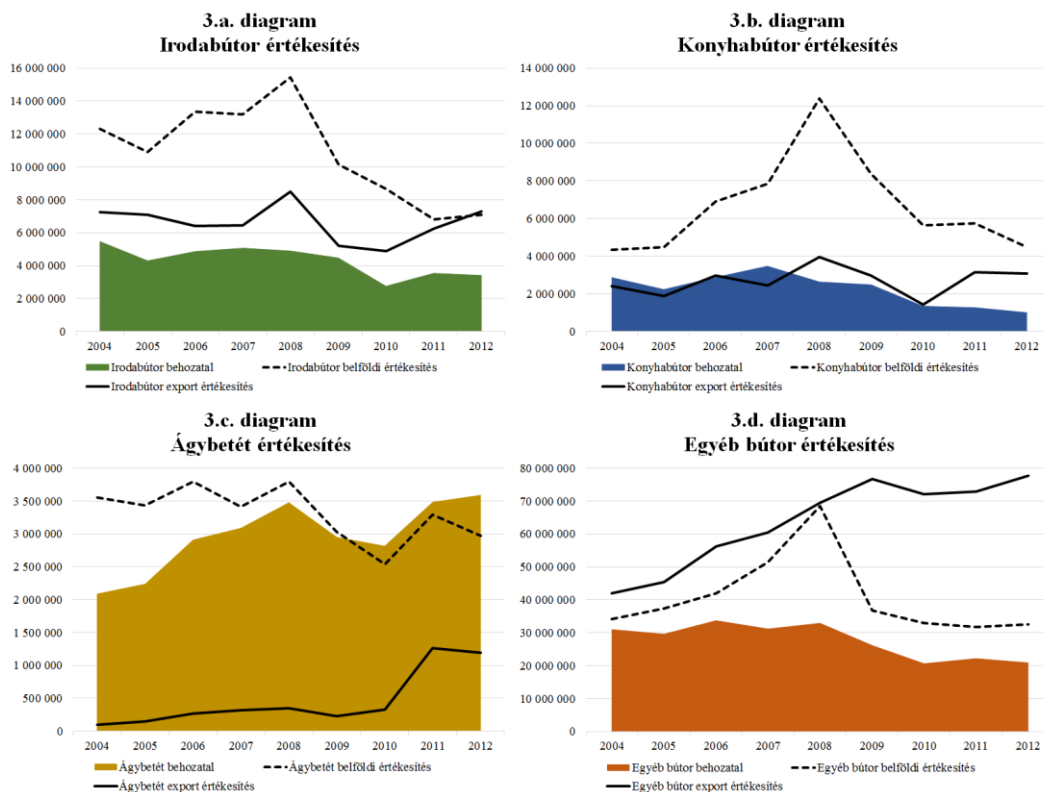 3.a. diagram
Irodabútor értékesítés
16 000 000
14 000 000
12 000 000
10 000 000
8 000 000
6 000 000
4 000 000
2 000 000
0
2004 2005 2006 2007 2008 2009 2010 2011 2012
Irodabútor behozatal
Irodabútor belföldi értékesítés
Irodabútor export értékesítés
3.b. diagram
Konyhabútor értékesítés
14 000 000
12 000 000
10 000 000
8 000 000
6 000 000
4 000 000
2 000 000
0
2004 2005 2006 2007 2008 2009 2010 2011 2012
Konyhabútor behozatal
Konyhabútor belföldi értékesítés
Konyhabútor export értékesítés
3.c. diagram
Ágybetét értékesítés
4 000 000
3 500 000
3 000 000
2 500 000
2 000 000
1 500 000
1 000 000
500 000
0
2004 2005 2006 2007 2008 2009 2010 2011 2012
Ágybetét behozatal
Ágybetét belföldi értékesítés
Ágybetét export értékesítés
3.d. diagram
Egyéb bútor értékesítés
80 000 000
70 000 000
60 000 000
50 000 000
40 000 000
30 000 000
20 000 000
10 000 000
0
2004 2005 2006 2007 2008 2009 2010 2011 2012
Egyéb bútor behozatal
Egyéb bútor belföldi értékesítés
Egyéb bútor export értékesítés